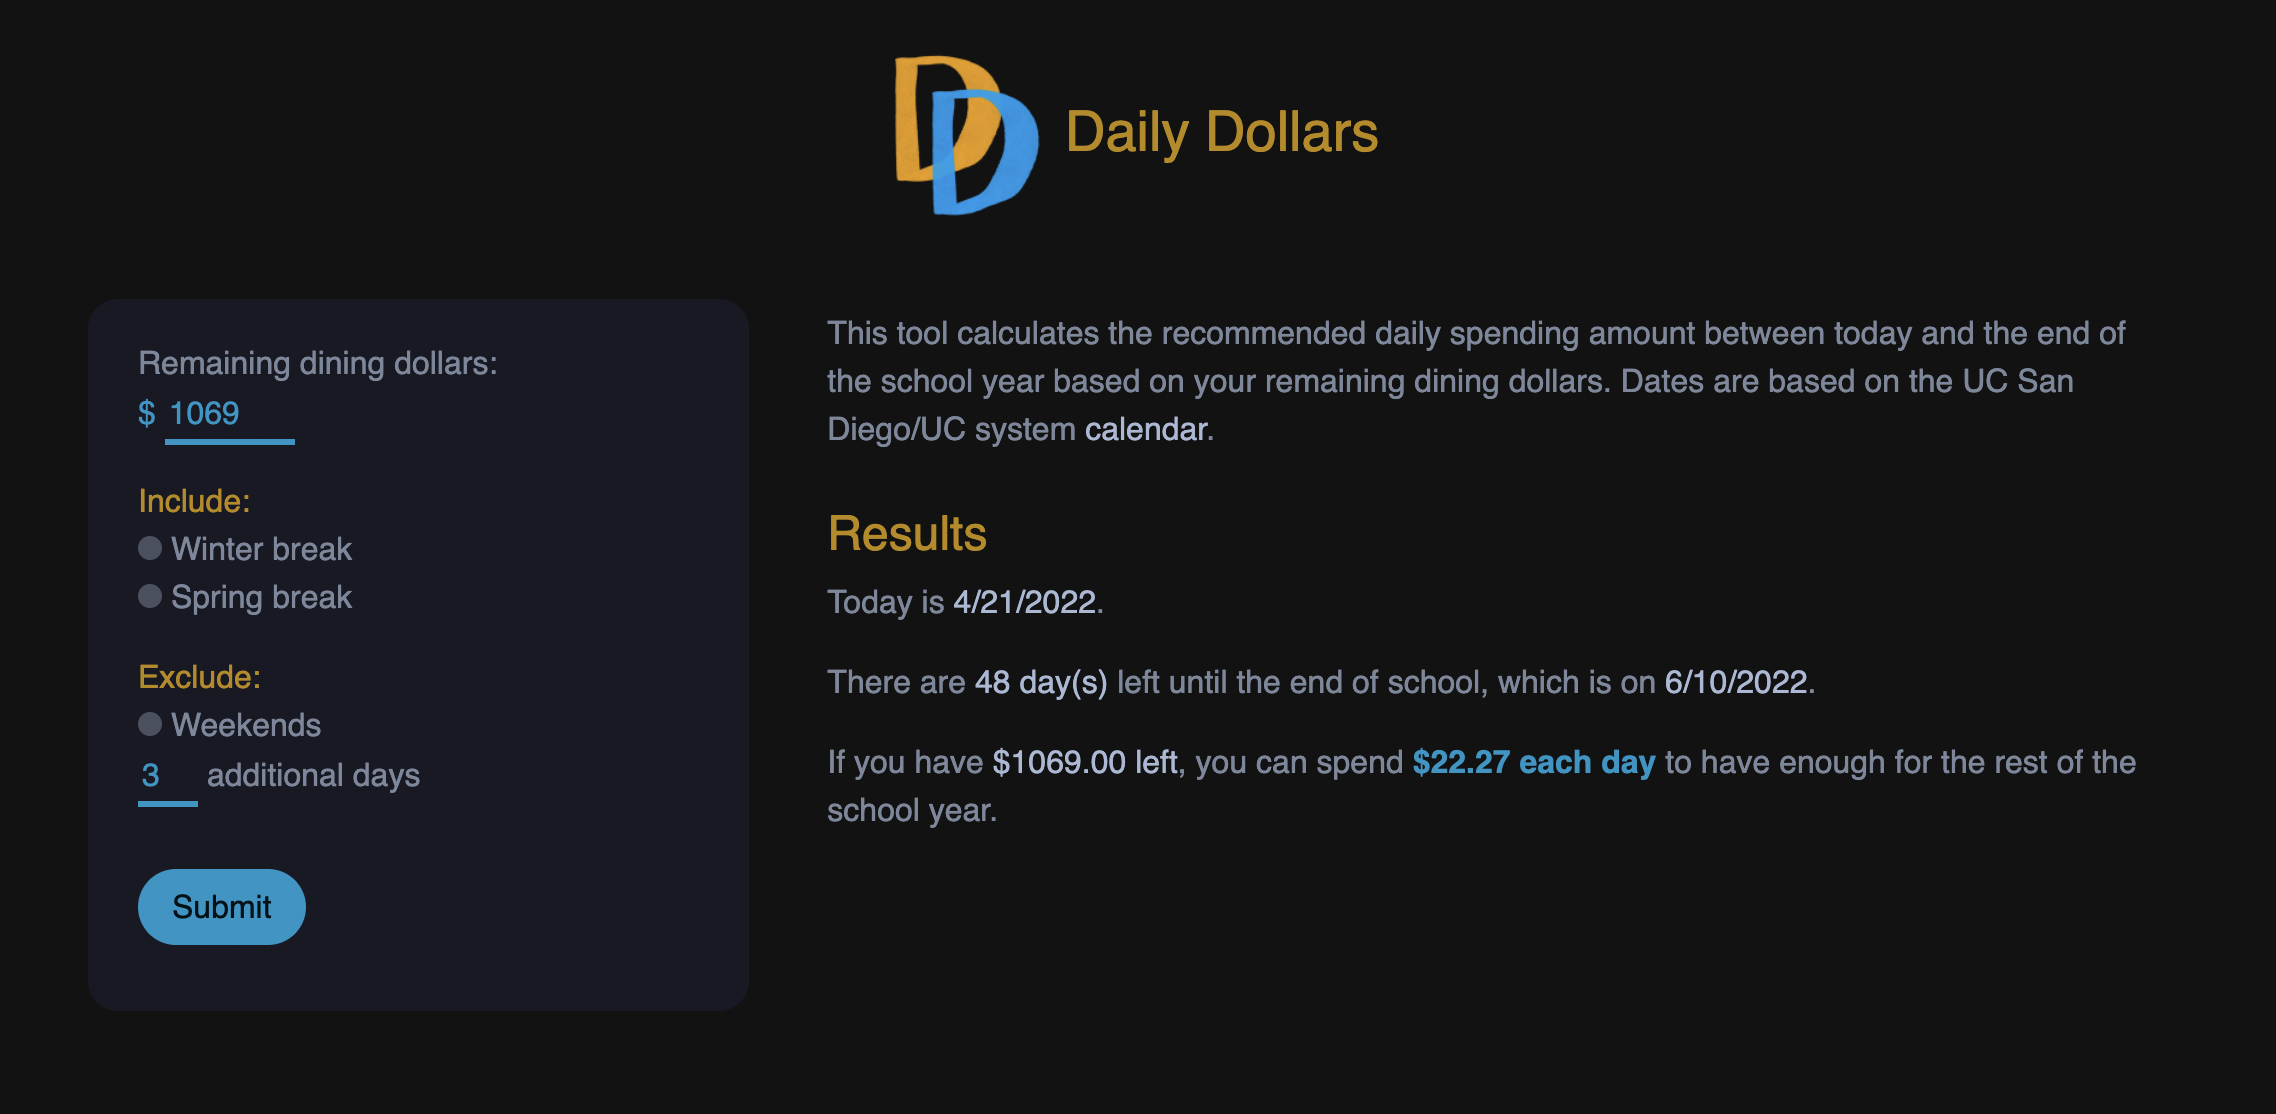 DD Daily Dollars
Remaining dining dollars:
$ 1069
Include:
Winter break
Spring break
Exclude:
Weekends
3 additional days
Submit
This tool calculates the recommended daily spending amount between today and the end of
the school year based on your remaining dining dollars. Dates are based on the UC San
Diego/UC system calendar.
Results
Today is 4/21/2022.
There are 48 day(s) left until the end of school, which is on 6/10/2022.
If you have $1069.00 left, you can spend $22.27 each day to have enough for the rest of the
school year.